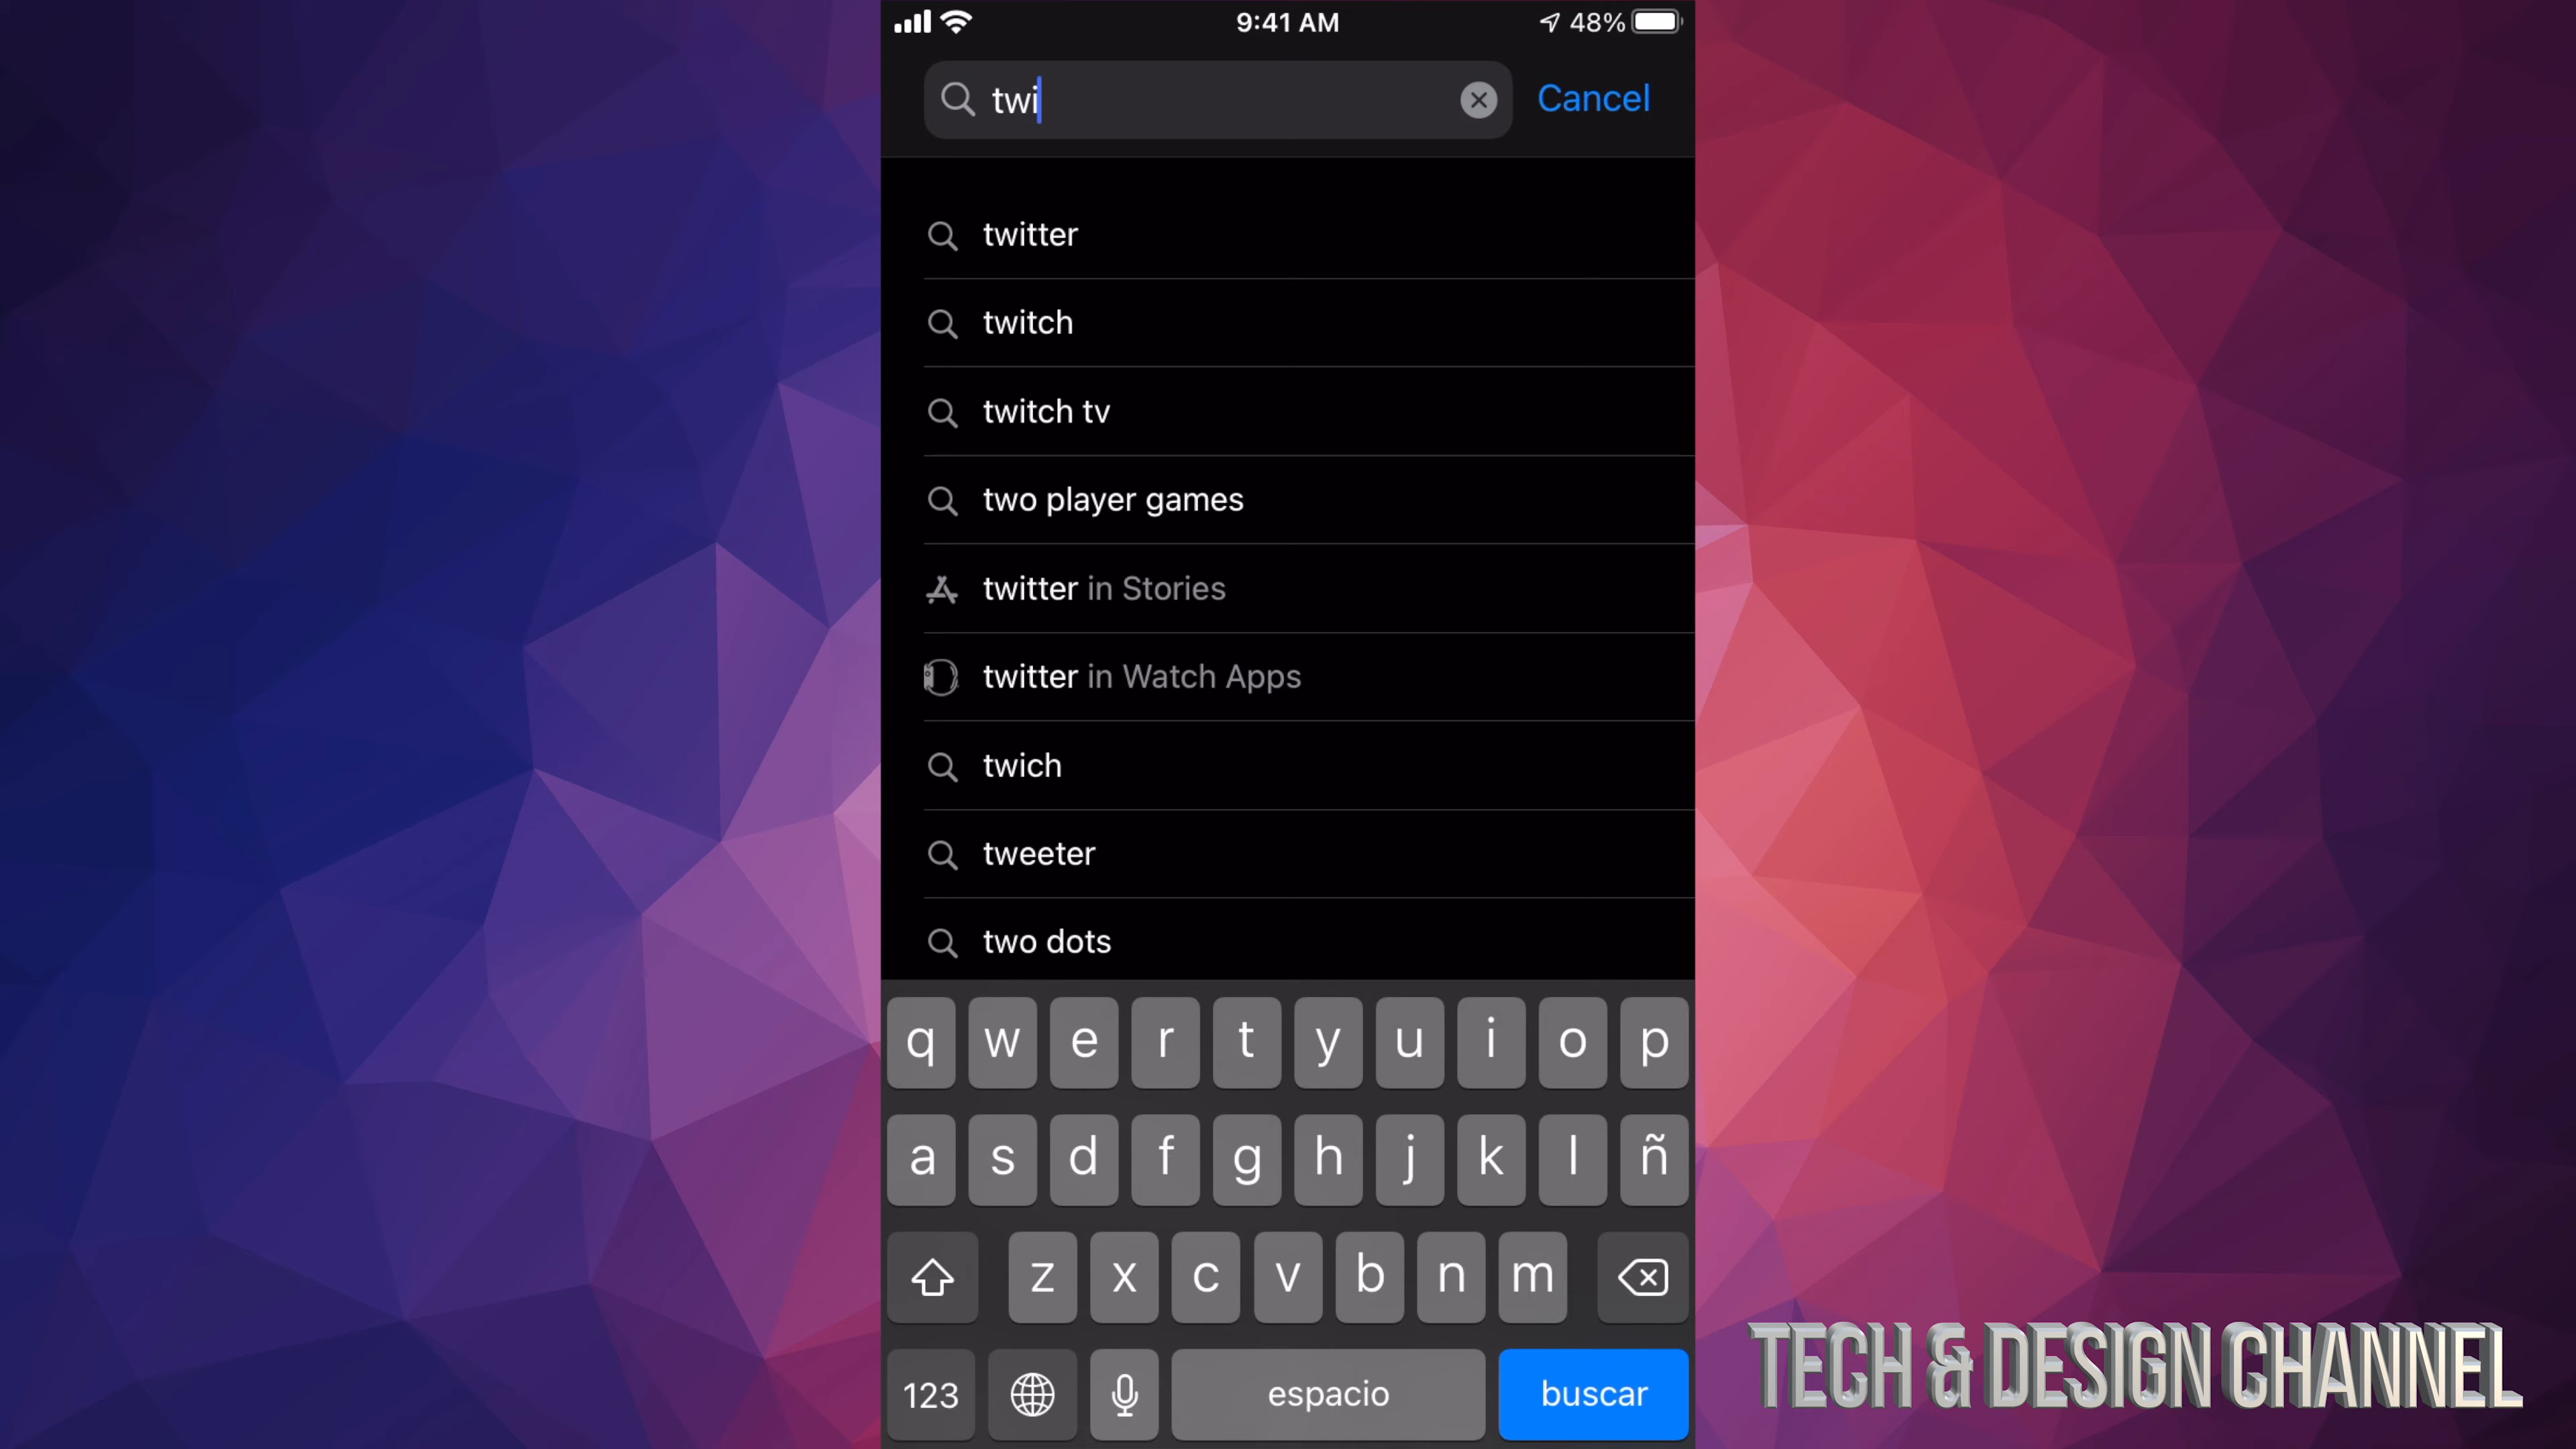 9:41 AM
48%
twi
Cancel
twitter
twitch
twitch tv
two player games
twitter in Stories
twitter in Watch Apps
twich
tweeter
two dots
q w e r t y u i o p
a s d f g h j k l ñ
z x c v b n m
123 espacio buscar
TECH & DESIGN CHANNEL